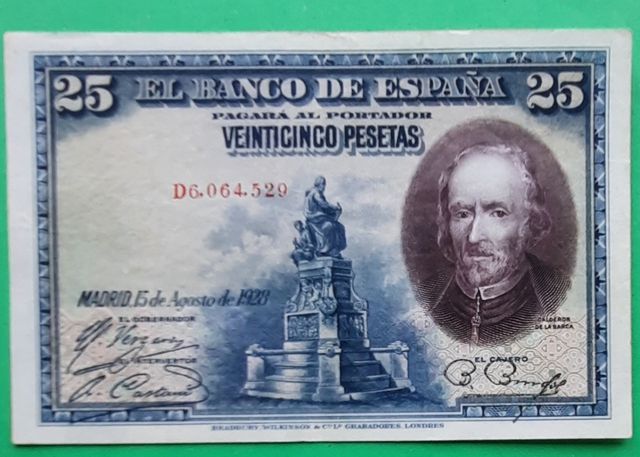 25 EL BANCO DE ESPAÑA 25
PAGARÁ AL PORTADOR
VEINTICINCO PESETAS
D6,064,529
MADRID, 15 de Agosto de 1928
EL GOBERNADOR
EL INTERVENTOR
CALDERON
DE LA BARCA
EL CAJERO
BRADBURY, WILKINSON & Cº Lᵈ GRABADORES, LONDRES